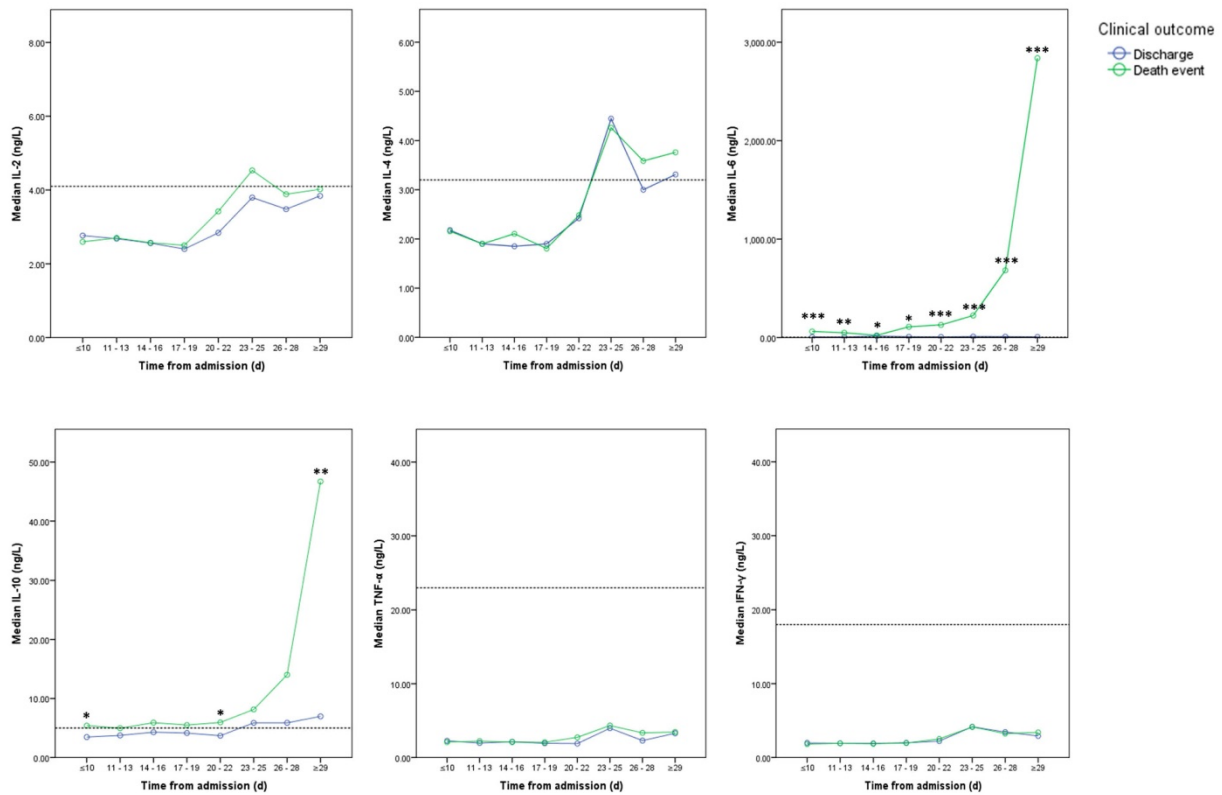 Clinical outcome
Discharge
Death event
Median IL-2 (ng/L)
8.00
6.00
4.00
2.00
0.00
≤10 11 - 13 14 - 16 17 - 19 20 - 22 23 - 25 26 - 28 ≥29
Time from admission (d)
Median IL-4 (ng/L)
6.00
5.00
4.00
3.00
2.00
1.00
0.00
≤10 11 - 13 14 - 16 17 - 19 20 - 22 23 - 25 26 - 28 ≥29
Time from admission (d)
Median IL-6 (ng/L)
3,000.00
2,000.00
1,000.00
0.00
*** ** * * *** *** *** ***
≤10 11 - 13 14 - 16 17 - 19 20 - 22 23 - 25 26 - 28 ≥29
Time from admission (d)
Median IL-10 (ng/L)
50.00
40.00
30.00
20.00
10.00
0.00
* * **
≤10 11 - 13 14 - 16 17 - 19 20 - 22 23 - 25 26 - 28 ≥29
Time from admission (d)
Median TNF-α (ng/L)
40.00
30.00
20.00
10.00
0.00
≤10 11 - 13 14 - 16 17 - 19 20 - 22 23 - 25 26 - 28 ≥29
Time from admission (d)
Median IFN-γ (ng/L)
40.00
30.00
20.00
10.00
0.00
≤10 11 - 13 14 - 16 17 - 19 20 - 22 23 - 25 26 - 28 ≥29
Time from admission (d)